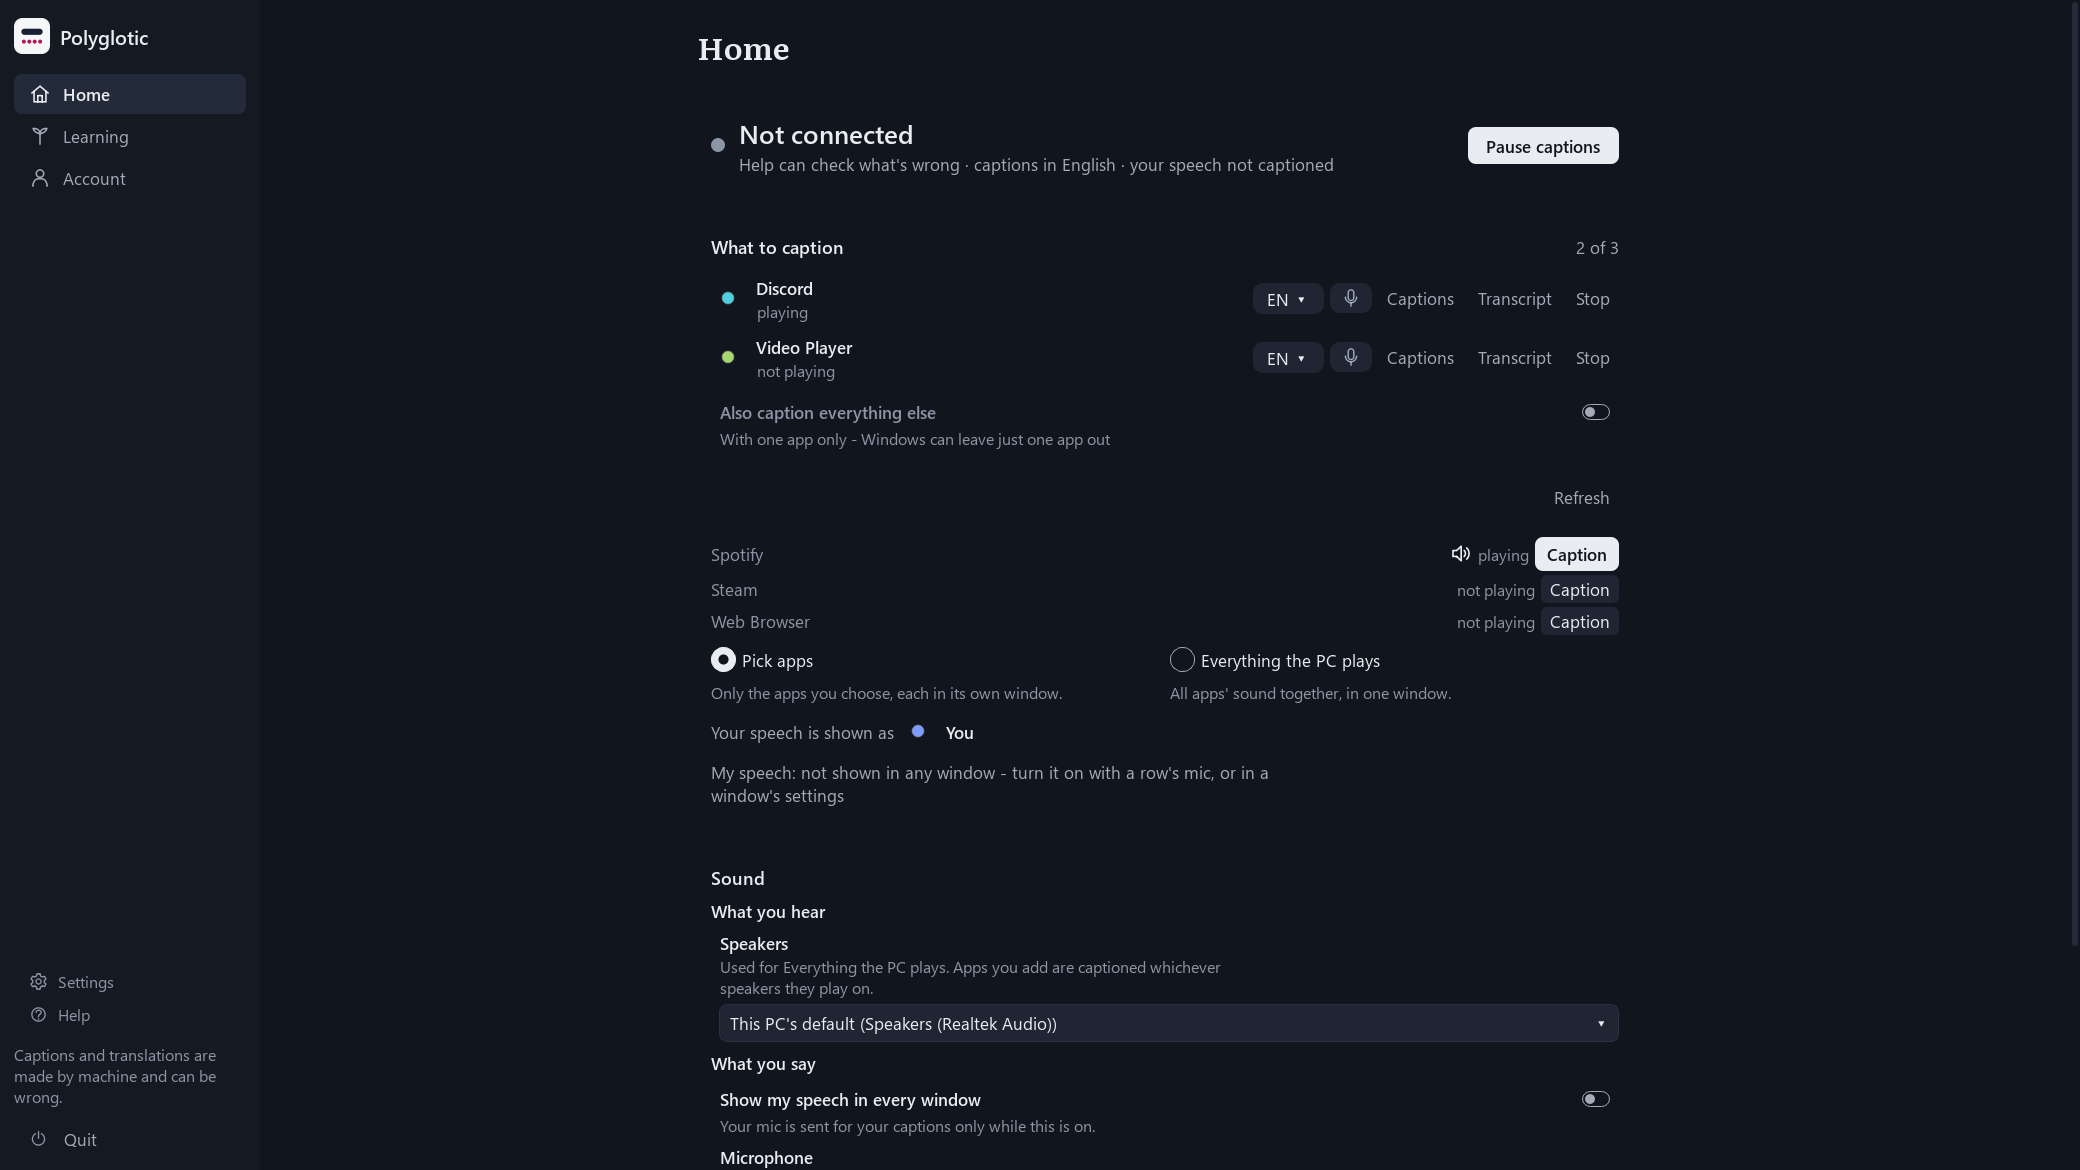 Polyglotic
Home
Learning
Account
Settings
Help
Captions and translations are
made by machine and can be
wrong.
Quit
Home
Not connected
Help can check what's wrong · captions in English · your speech not captioned
Pause captions
What to caption
2 of 3
Discord
playing
EN
Captions
Transcript
Stop
Video Player
not playing
EN
Captions
Transcript
Stop
Also caption everything else
With one app only - Windows can leave just one app out
Refresh
Spotify
playing
Caption
Steam
not playing
Caption
Web Browser
not playing
Caption
Pick apps
Only the apps you choose, each in its own window.
Everything the PC plays
All apps' sound together, in one window.
Your speech is shown as
You
My speech: not shown in any window - turn it on with a row's mic, or in a
window's settings
Sound
What you hear
Speakers
Used for Everything the PC plays. Apps you add are captioned whichever
speakers they play on.
This PC's default (Speakers (Realtek Audio))
What you say
Show my speech in every window
Your mic is sent for your captions only while this is on.
Microphone